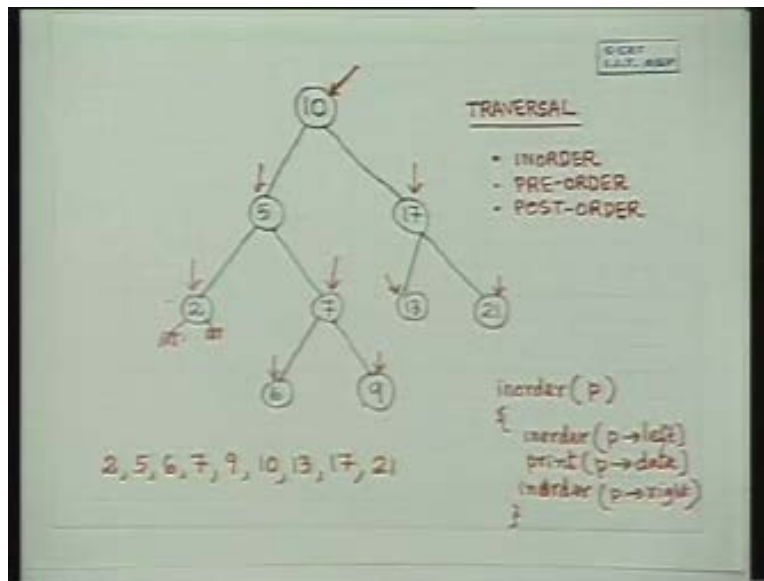 © CET
I.I.T. KGP
10
TRAVERSAL
- INORDER
- PRE-ORDER
- POST-ORDER
5
17
2
7
13
21
6
9
inorder (p)
{
inorder (p→left)
print (p→data)
inorder (p→right)
}
2, 5, 6, 7, 9, 10, 13, 17, 21